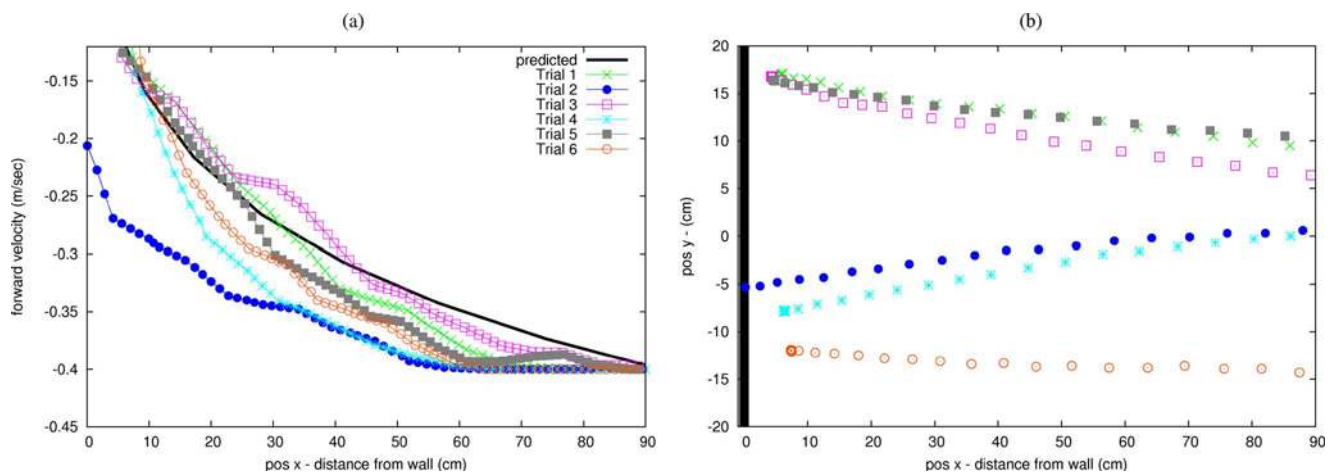 (a)
-0.15
-0.2
-0.25
-0.3
-0.35
-0.4
-0.45
forward velocity (m/sec)
0 10 20 30 40 50 60 70 80 90
pos x - distance from wall (cm)
predicted
Trial 1
Trial 2
Trial 3
Trial 4
Trial 5
Trial 6
(b)
20
15
10
5
0
-5
-10
-15
-20
pos y - (cm)
0 10 20 30 40 50 60 70 80 90
pos x - distance from wall (cm)